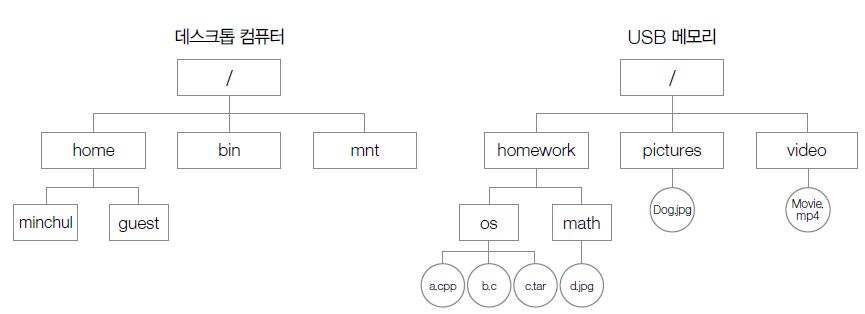 데스크톱 컴퓨터
USB 메모리
/
/
home
bin
mnt
homework
pictures
video
minchul
guest
os
math
Dog.jpg
Movie.
mp4
a.cpp
b.c
c.tar
d.jpg